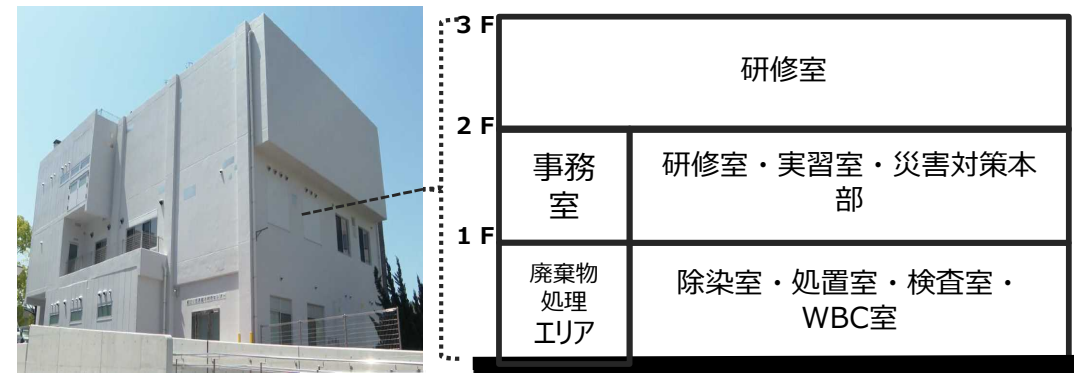 3 F
研修室
2 F
事務
室
研修室・実習室・災害対策本
部
1 F
廃棄物
処理
エリア
除染室・処置室・検査室・
WBC室